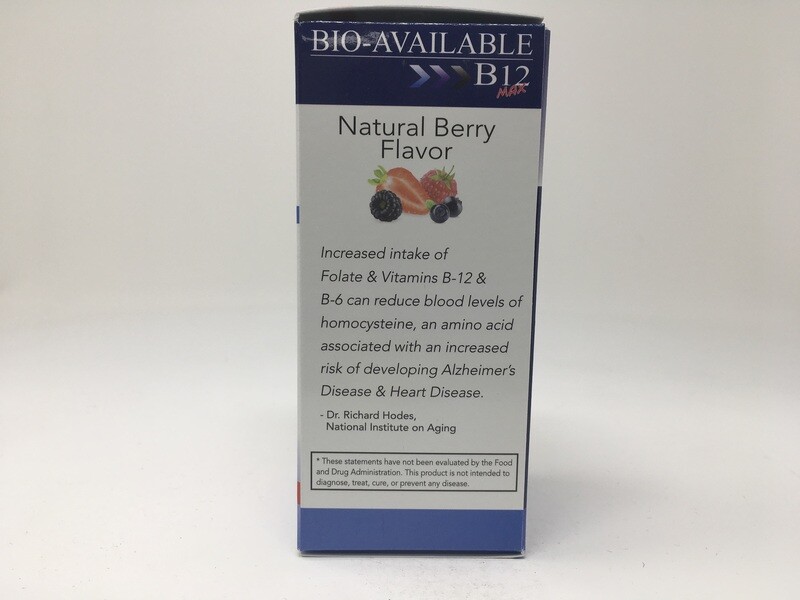 BIO-AVAILABLE
B12
MAX
Natural Berry
Flavor
Increased intake of
Folate & Vitamins B-12 &
B-6 can reduce blood levels of
homocysteine, an amino acid
associated with an increased
risk of developing Alzheimer's
Disease & Heart Disease.
- Dr. Richard Hodes,
National Institute on Aging
* These statements have not been evaluated by the Food
and Drug Administration. This product is not intended to
diagnose, treat, cure, or prevent any disease.